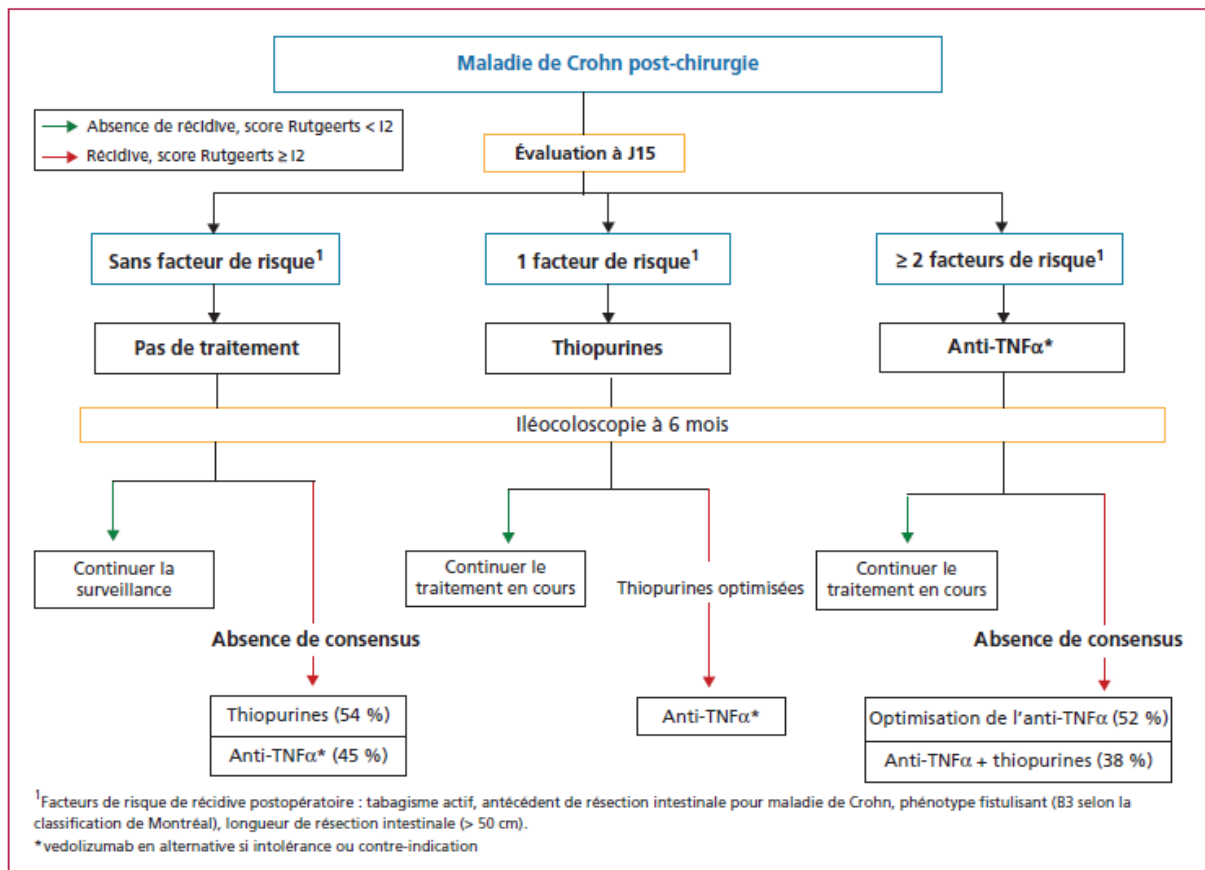 Maladie de Crohn post-chirurgie
Absence de récidive, score Rutgeerts < I2
Récidive, score Rutgeerts ≥ I2
Évaluation à J15
Sans facteur de risque¹
1 facteur de risque¹
≥ 2 facteurs de risque¹
Pas de traitement
Thiopurines
Anti-TNFα*
Iléocoloscopie à 6 mois
Continuer la
surveillance
Continuer le
traitement en cours
Thiopurines optimisées
Continuer le
traitement en cours
Absence de consensus
Absence de consensus
Thiopurines (54 %)
Anti-TNFα* (45 %)
Anti-TNFα*
Optimisation de l'anti-TNFα (52 %)
Anti-TNFα + thiopurines (38 %)
¹Facteurs de risque de récidive postopératoire : tabagisme actif, antécédent de résection intestinale pour maladie de Crohn, phénotype fistulisant (B3 selon la
classification de Montréal), longueur de résection intestinale (> 50 cm).
*vedolizumab en alternative si intolérance ou contre-indication